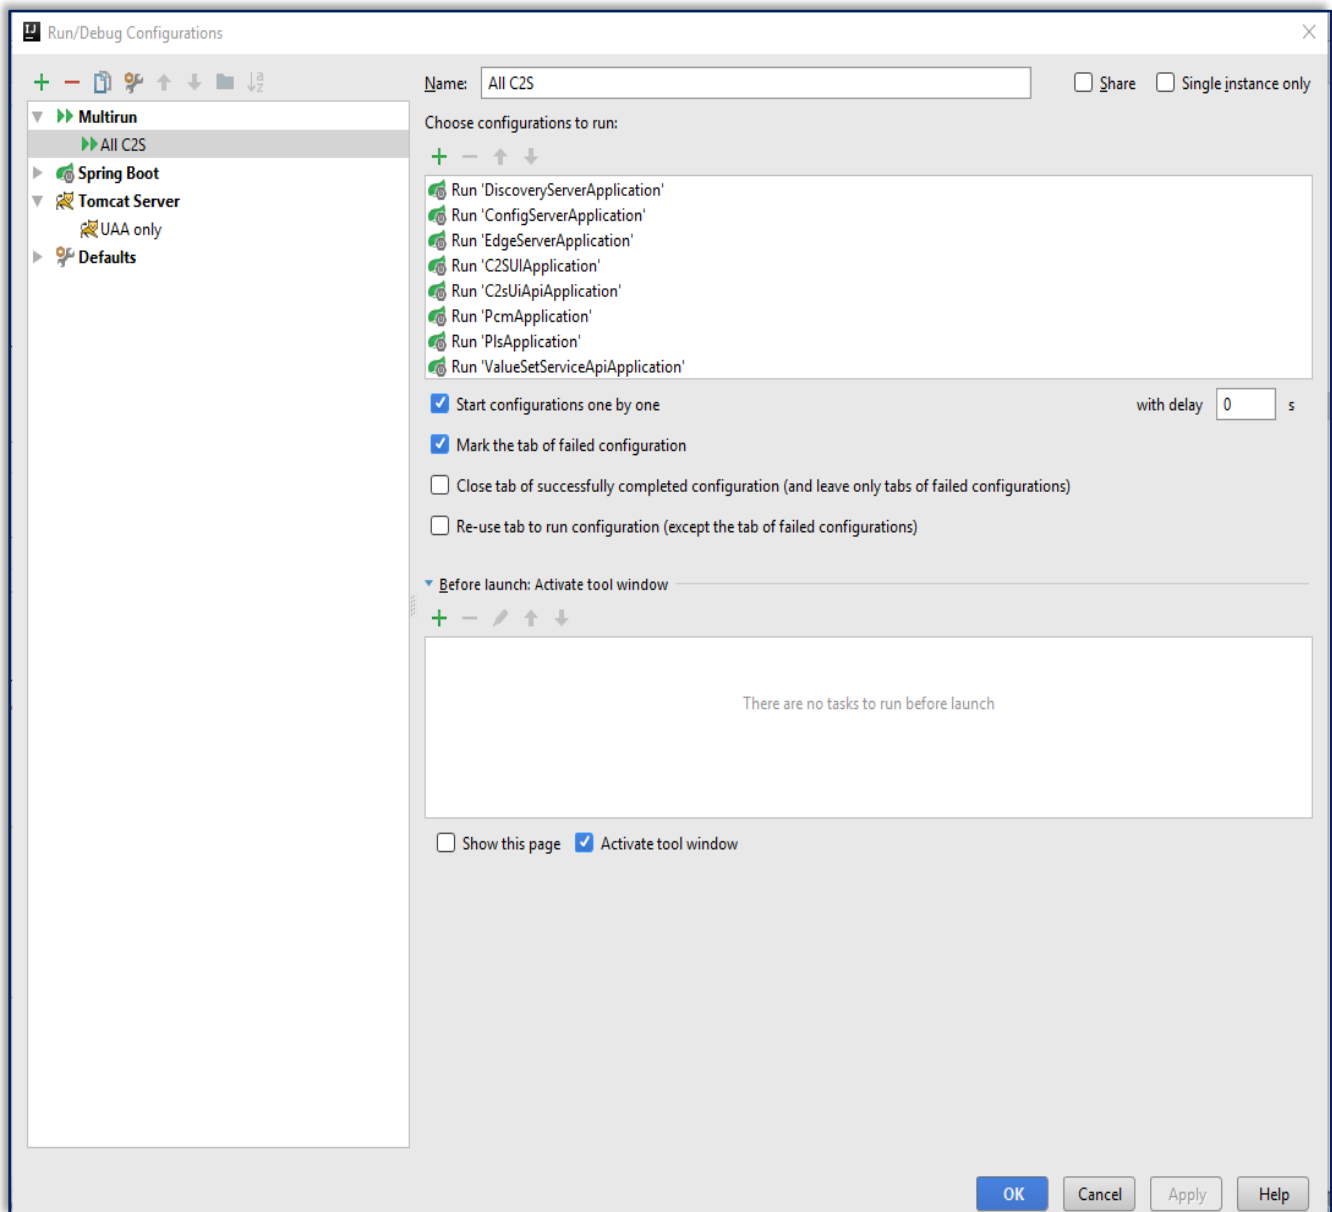 IJ Run/Debug Configurations
Name: All C2S Share Single instance only
Multirun
All C2S
Spring Boot
Tomcat Server
UAA only
Defaults
Choose configurations to run:
Run 'DiscoveryServerApplication'
Run 'ConfigServerApplication'
Run 'EdgeServerApplication'
Run 'C2SUIApplication'
Run 'C2sUiApiApplication'
Run 'PcmApplication'
Run 'PlsApplication'
Run 'ValueSetServiceApiApplication'
Start configurations one by one with delay 0 s
Mark the tab of failed configuration
Close tab of successfully completed configuration (and leave only tabs of failed configurations)
Re-use tab to run configuration (except the tab of failed configurations)
Before launch: Activate tool window
There are no tasks to run before launch
Show this page Activate tool window
OK Cancel Apply Help